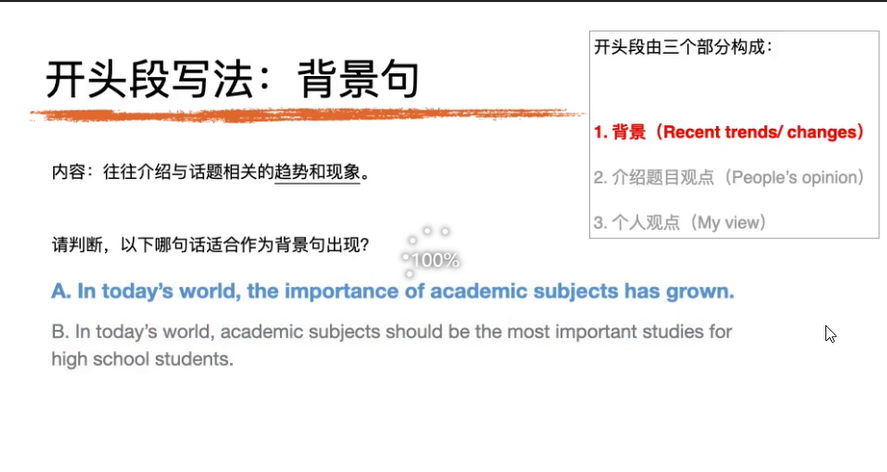 开头段写法：背景句
内容：往往介绍与话题相关的趋势和现象。
请判断，以下哪句话适合作为背景句出现?
100%
A. In today’s world, the importance of academic subjects has grown.
B. In today’s world, academic subjects should be the most important studies for
high school students.
开头段由三个部分构成：
1. 背景（Recent trends/ changes）
2. 介绍题目观点（People’s opinion）
3. 个人观点（My view）